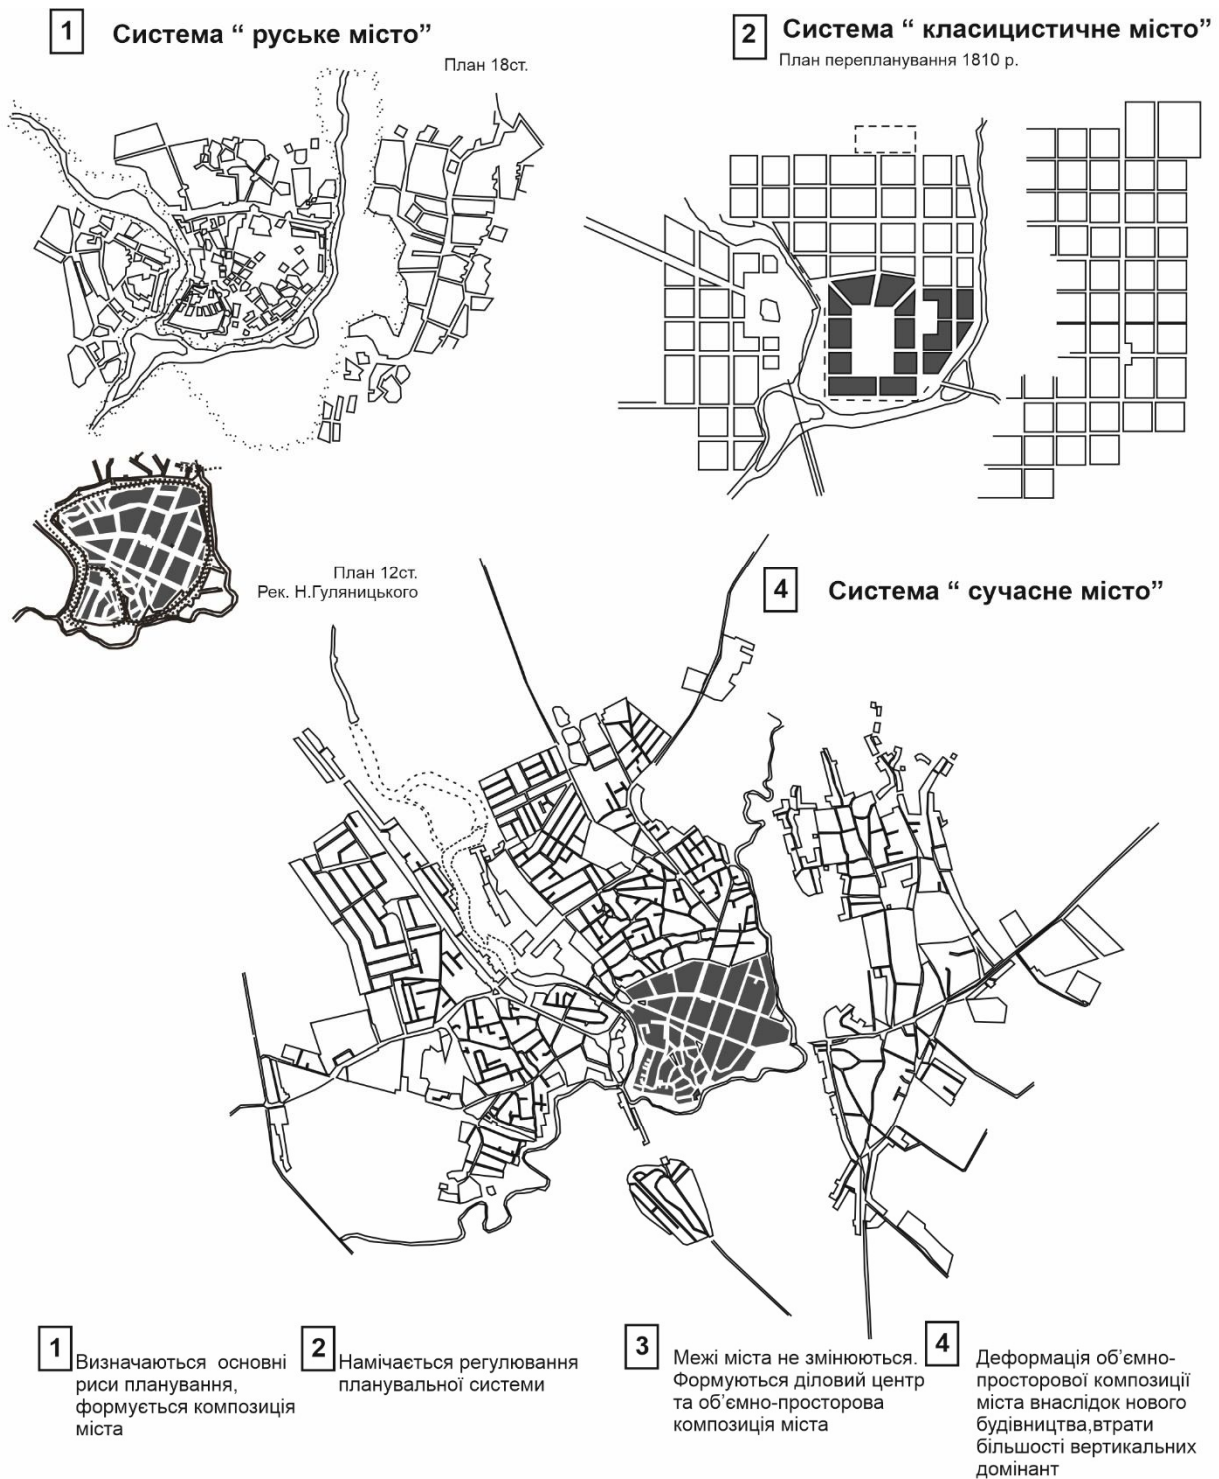 1
Система “ руське місто”
План 18ст.
2
Система “ класицистичне місто”
План перепланування 1810 р.
План 12ст.
Рек. Н.Гуляницького
4
Система “ сучасне місто”
1
Визначаються основні
риси планування,
формується композиція
міста
2
Намічається регулювання
планувальної системи
3
Межі міста не змінюються.
Формуються діловий центр
та об’ємно-просторова
композиція міста
4
Деформація об’ємно-
просторової композиції
міста внаслідок нового
будівництва,втрати
більшості вертикальних
домінант